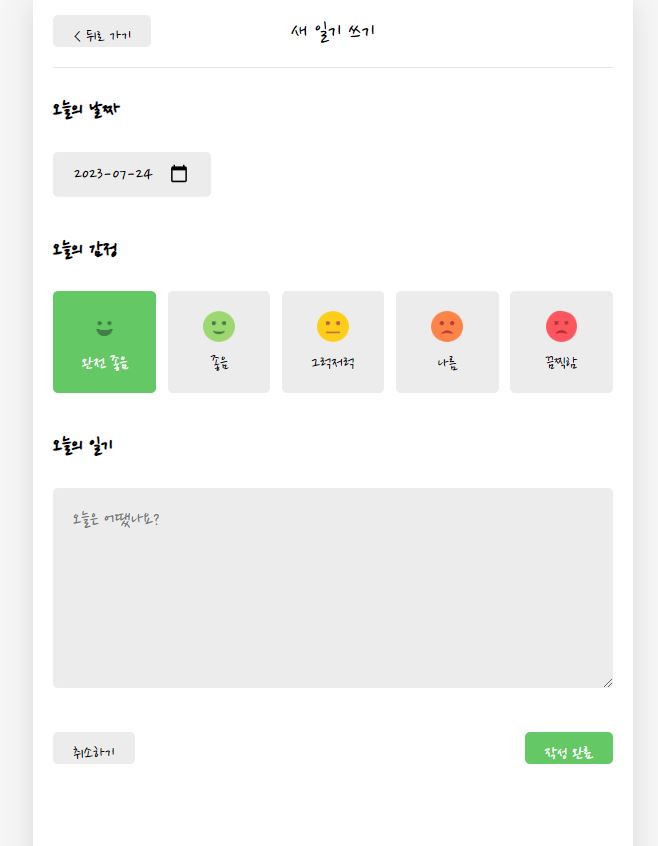 < 뒤로 가기
새 일기 쓰기
오늘의 날짜
2023-07-24
오늘의 감정
완전 좋음
좋음
그럭저럭
나쁨
끔찍함
오늘의 일기
오늘은 어땠나요?
취소하기
작성 완료